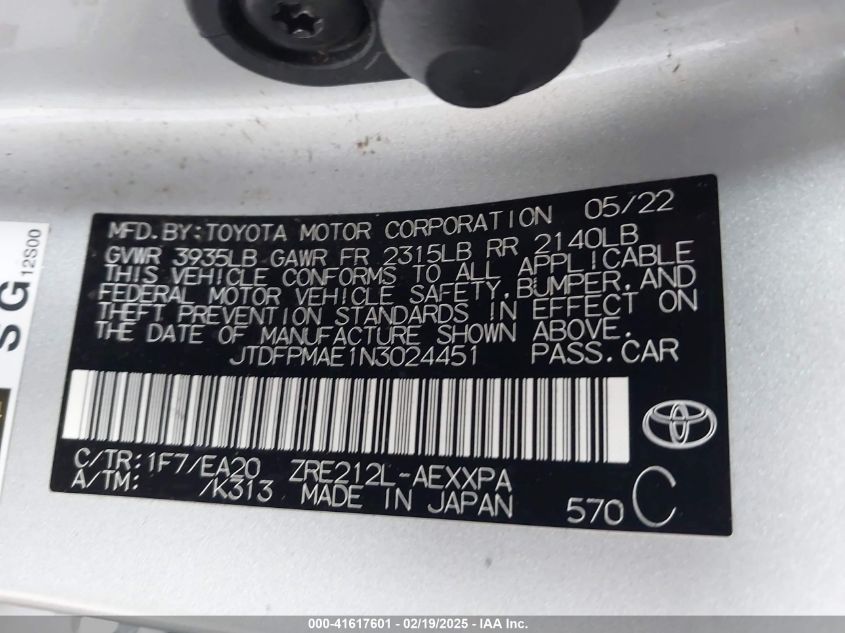 MFD.BY:TOYOTA MOTOR CORPORATION 05/22
GVWR 3935LB GAWR FR 2315LB RR 2140LB
THIS VEHICLE CONFORMS TO ALL APPLICABLE
FEDERAL MOTOR VEHICLE SAFETY,BUMPER,AND
THEFT PREVENTION STANDARDS IN EFFECT ON
THE DATE OF MANUFACTURE SHOWN ABOVE.
JTDFPMAE1N3024451 PASS.CAR
C/TR:1F7/EA20 ZRE212L-AEXXPA
A/TM: /K313 MADE IN JAPAN 570 C
SG
12S00
000-41617601 - 02/19/2025 - IAA Inc.